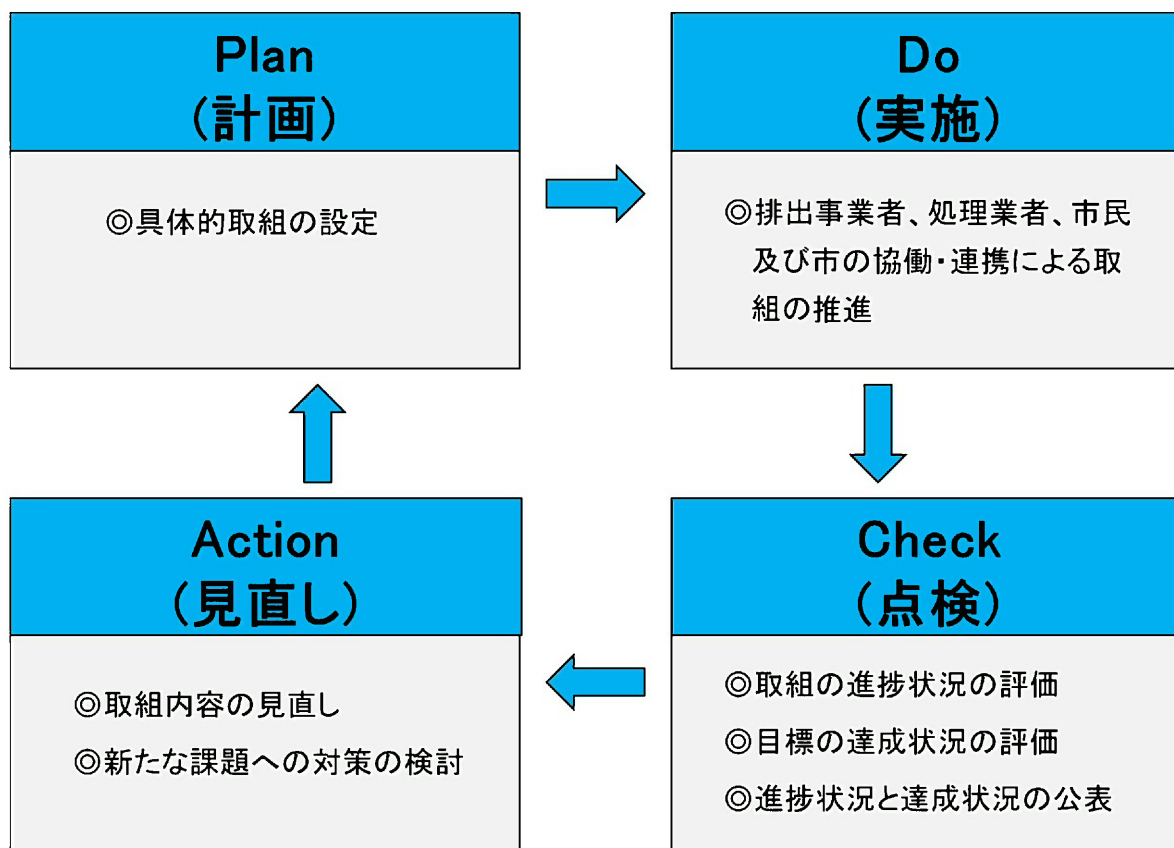 Plan
(計画)
◎具体的取組の設定
Do
(実施)
◎排出事業者、処理業者、市民
及び市の協働・連携による取
組の推進
Action
(見直し)
◎取組内容の見直し
◎新たな課題への対策の検討
Check
(点検)
◎取組の進捗状況の評価
◎目標の達成状況の評価
◎進捗状況と達成状況の公表